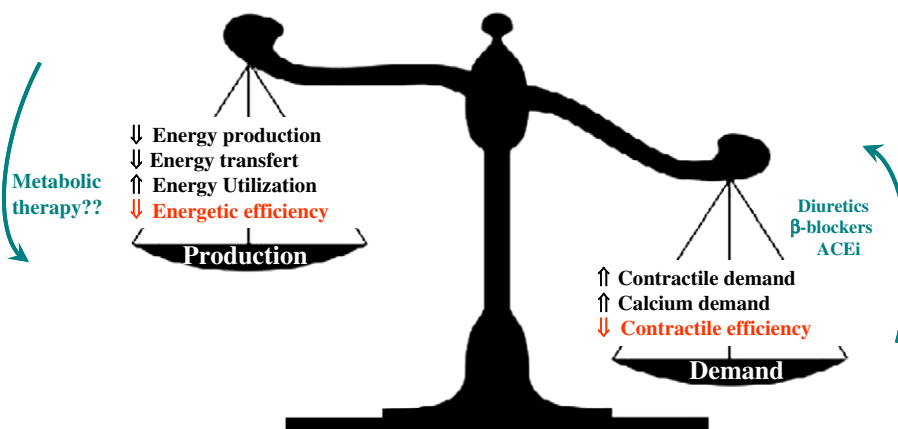 ⇓ Energy production
⇓ Energy transfert
⇑ Energy Utilization
⇓ Energetic efficiency
Production
Metabolic
therapy??
Diuretics
β-blockers
ACEi
⇑ Contractile demand
⇑ Calcium demand
⇓ Contractile efficiency
Demand